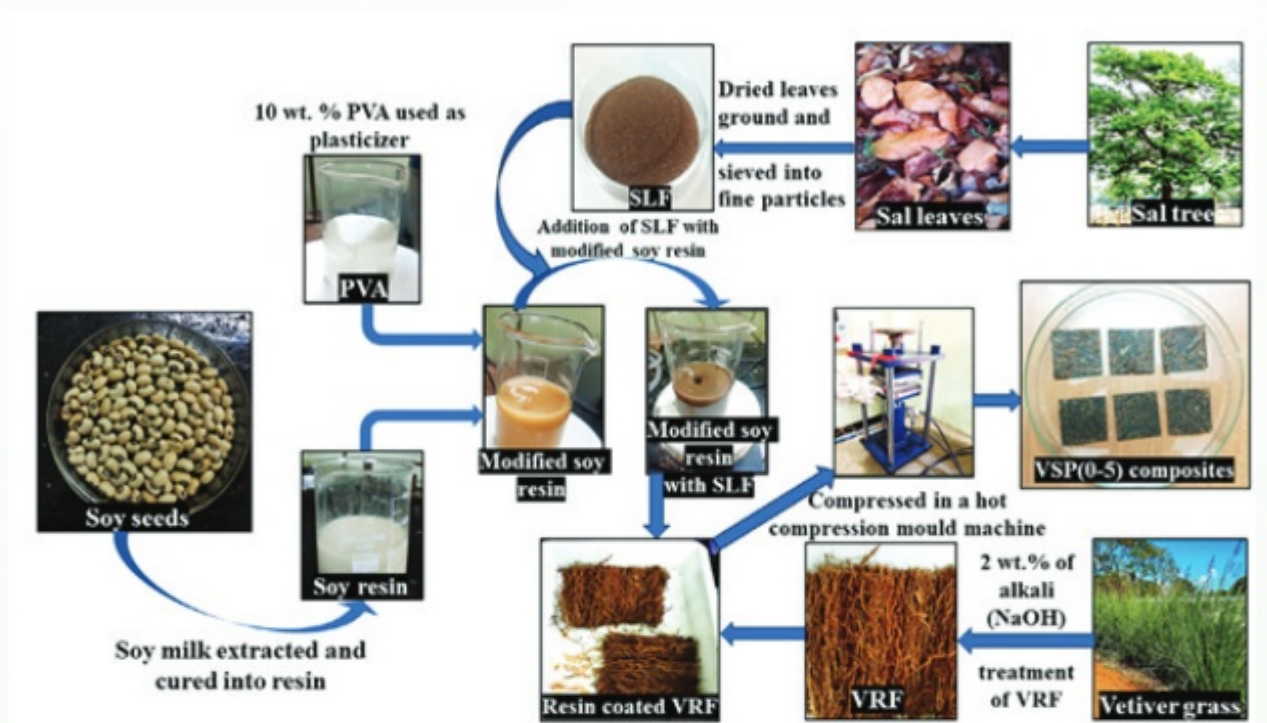 10 wt. % PVA used as
plasticizer
PVA
SLF
Dried leaves
ground and
sieved into
fine particles
Sal leaves
Sal tree
Addition of SLF with
modified soy resin
Soy seeds
Soy resin
Soy milk extracted and
cured into resin
Modified soy
resin
Modified soy
resin
with SLF
Compressed in a hot
compression mould machine
VSP(0-5) composites
Resin coated VRF
VRF
2 wt.% of
alkali
(NaOH)
treatment
of VRF
Vetiver grass